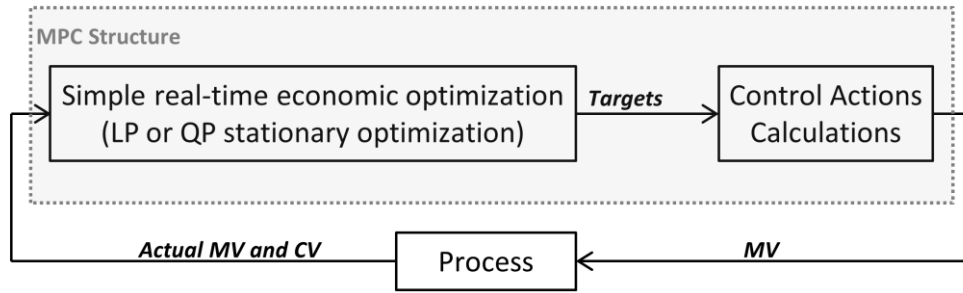 MPC Structure
Simple real-time economic optimization
(LP or QP stationary optimization)
Targets
Control Actions
Calculations
Actual MV and CV
Process
MV